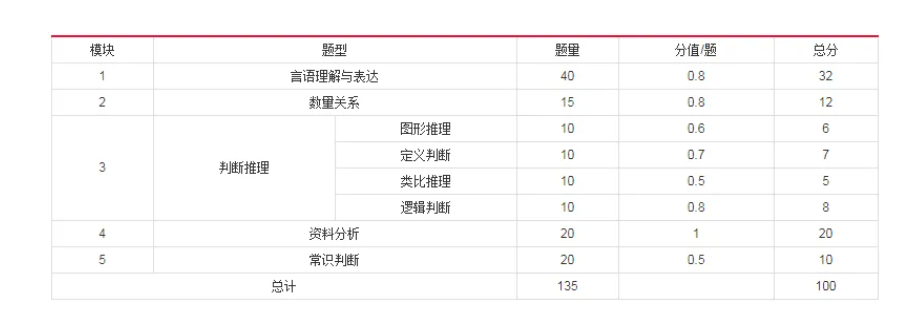 模块 题型 题量 分值/题 总分
1 言语理解与表达 40 0.8 32
2 数量关系 15 0.8 12
3 判断推理 图形推理 10 0.6 6
定义判断 10 0.7 7
类比推理 10 0.5 5
逻辑判断 10 0.8 8
4 资料分析 20 1 20
5 常识判断 20 0.5 10
总计 135 100